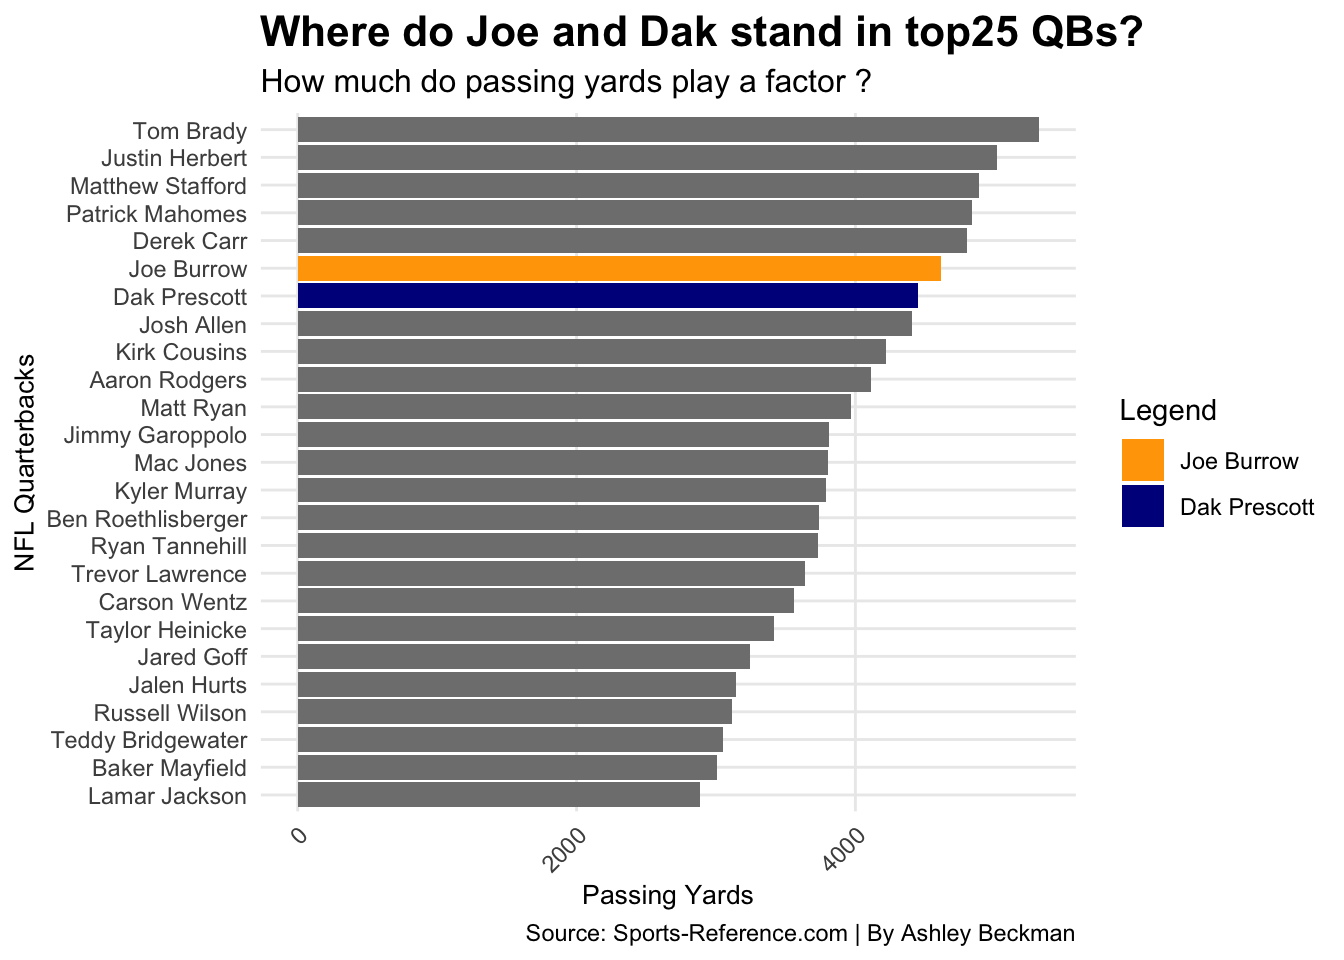 Where do Joe and Dak stand in top25 QBs?
How much do passing yards play a factor ?
NFL Quarterbacks
Tom Brady
Justin Herbert
Matthew Stafford
Patrick Mahomes
Derek Carr
Joe Burrow
Dak Prescott
Josh Allen
Kirk Cousins
Aaron Rodgers
Matt Ryan
Jimmy Garoppolo
Mac Jones
Kyler Murray
Ben Roethlisberger
Ryan Tannehill
Trevor Lawrence
Carson Wentz
Taylor Heinicke
Jared Goff
Jalen Hurts
Russell Wilson
Teddy Bridgewater
Baker Mayfield
Lamar Jackson
0
2000
4000
Passing Yards
Legend
Joe Burrow
Dak Prescott
Source: Sports-Reference.com | By Ashley Beckman